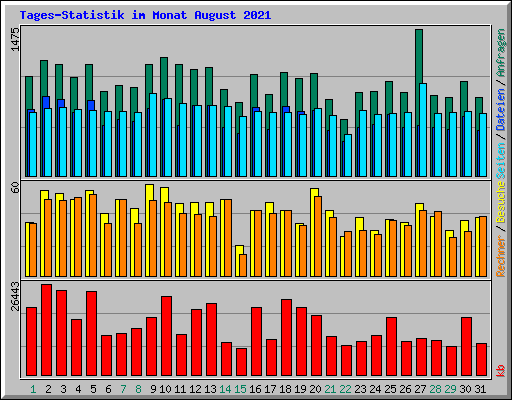 Tages-Statistik im Monat August 2021
1475
60
26443
Rechner / Besuche Seiten / Dateien / Anfragen
kb
1 2 3 4 5 6 7 8 9 10 11 12 13 14 15 16 17 18 19 20 21 22 23 24 25 26 27 28 29 30 31